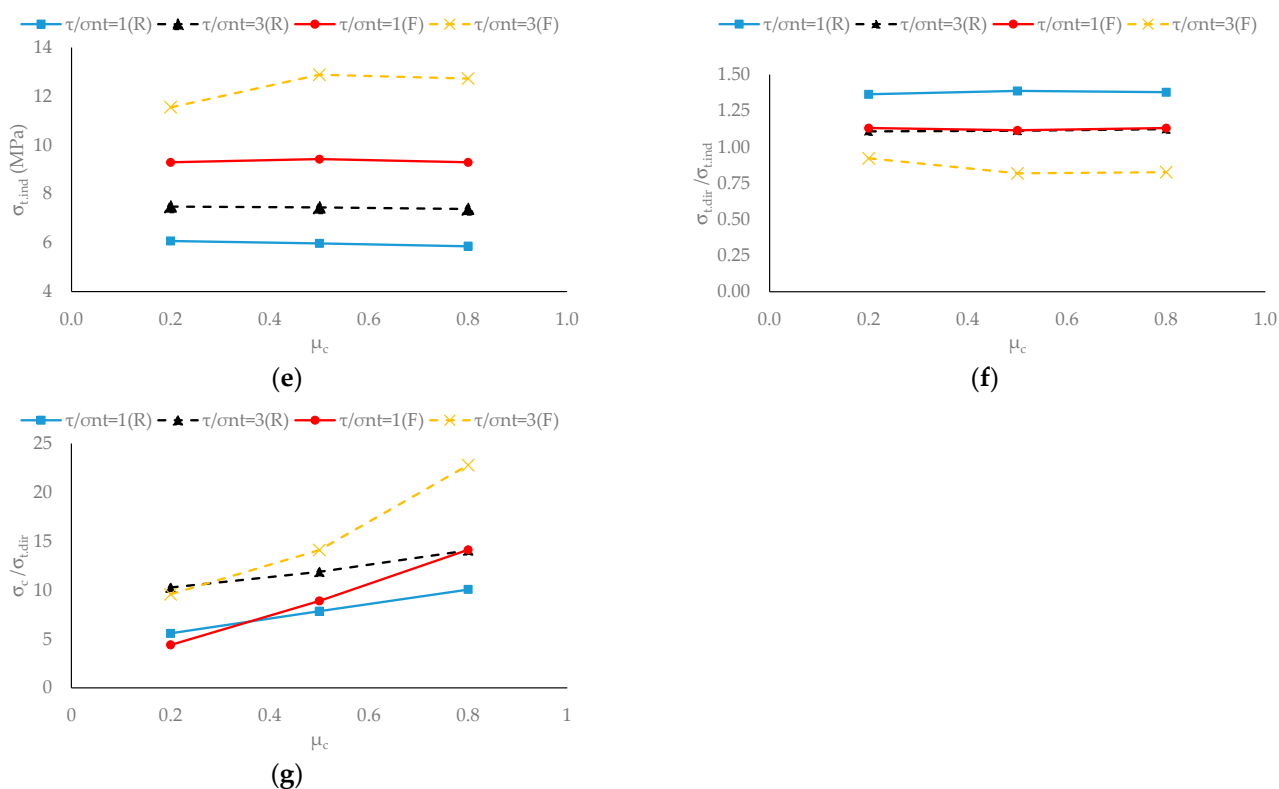 τ/σnt=1(R) τ/σnt=3(R) τ/σnt=1(F) τ/σnt=3(F)
14
12
10
8
6
4
σt.ind (MPa)
0.0 0.2 0.4 0.6 0.8 1.0
μc
(e)
τ/σnt=1(R) τ/σnt=3(R) τ/σnt=1(F) τ/σnt=3(F)
1.50
1.25
1.00
0.75
0.50
0.25
0.00
σt.dir /σt.ind
0.0 0.2 0.4 0.6 0.8 1.0
μc
(f)
τ/σnt=1(R) τ/σnt=3(R) τ/σnt=1(F) τ/σnt=3(F)
25
20
15
10
5
0
σc /σt.dir
0 0.2 0.4 0.6 0.8 1
μc
(g)